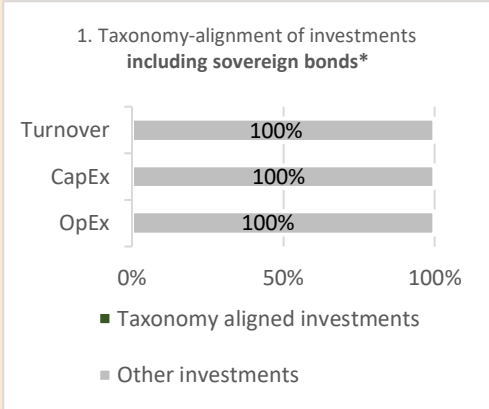 1. Taxonomy-alignment of investments
including sovereign bonds*
Turnover 100%
CapEx 100%
OpEx 100%
0% 50% 100%
Taxonomy aligned investments
Other investments